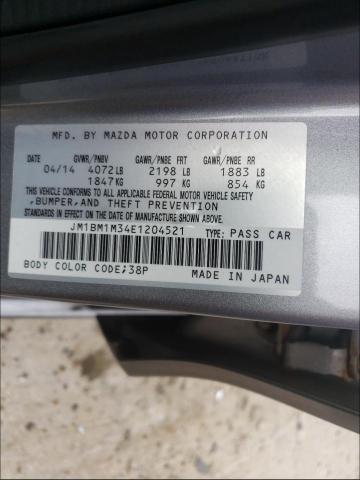 MFD. BY MAZDA MOTOR CORPORATION
DATE GVWR/PNBV GAWR/PNBE FRT GAWR/PNBE RR
04/14 4072 LB 2198 LB 1883 LB
1847 KG 997 KG 854 KG
THIS VEHICLE CONFORMS TO ALL APPLICABLE FEDERAL MOTOR VEHICLE SAFETY
,BUMPER,AND THEFT PREVENTION
STANDARDS IN EFFECT ON THE DATE OF MANUFACTURE SHOWN ABOVE.
JM1BM1M34E1204521 TYPE: PASS CAR
BODY COLOR CODE;38P MADE IN JAPAN